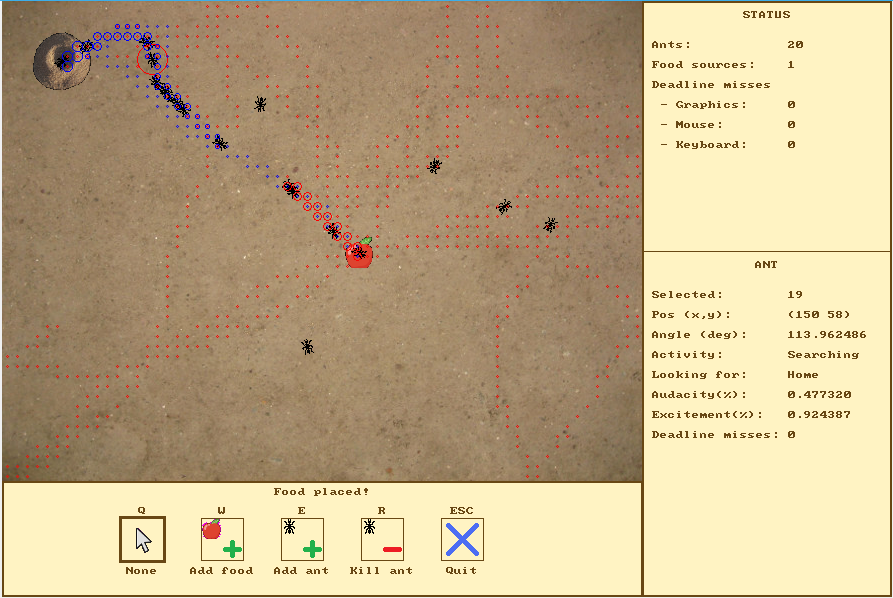 STATUS
Ants: 20
Food sources: 1
Deadline misses
- Graphics: 0
- Mouse: 0
- Keyboard: 0
ANT
Selected: 19
Pos (x,y): (150 58)
Angle (deg): 113.962486
Activity: Searching
Looking for: Home
Audacity(%): 0.477320
Excitement(%): 0.924387
Deadline misses: 0
Food placed!
Q W E R ESC
None Add food Add ant Kill ant Quit